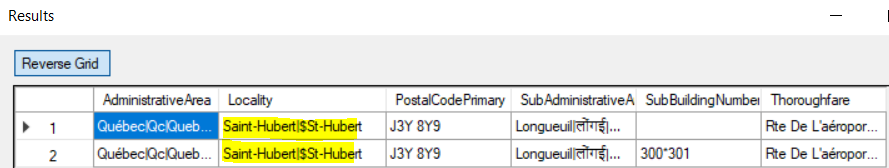 Results
Reverse Grid
AdministrativeArea Locality PostalCodePrimary SubAdministrativeA SubBuildingNumber Thoroughfare
1 Québec|Qc|Queb... Saint-Hubert|$St-Hubert J3Y 8Y9 Longueuil|लोंगई|... Rte De L'aéropor...
2 Québec|Qc|Queb... Saint-Hubert|$St-Hubert J3Y 8Y9 Longueuil|लोंगई|... 300*301 Rte De L'aéropor...